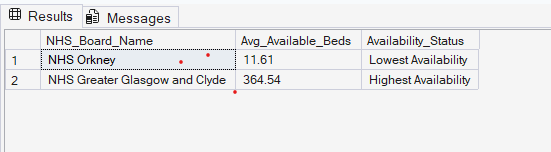 Results Messages
NHS_Board_Name Avg_Available_Beds Availability_Status
1 NHS Orkney 11.61 Lowest Availability
2 NHS Greater Glasgow and Clyde 364.54 Highest Availability